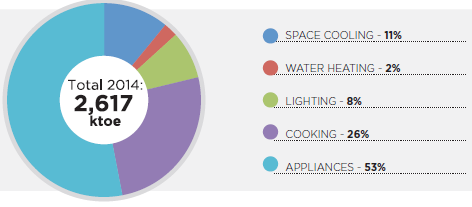 Total 2014:
2,617
ktoe
SPACE COOLING - 11%
WATER HEATING - 2%
LIGHTING - 8%
COOKING - 26%
APPLIANCES - 53%